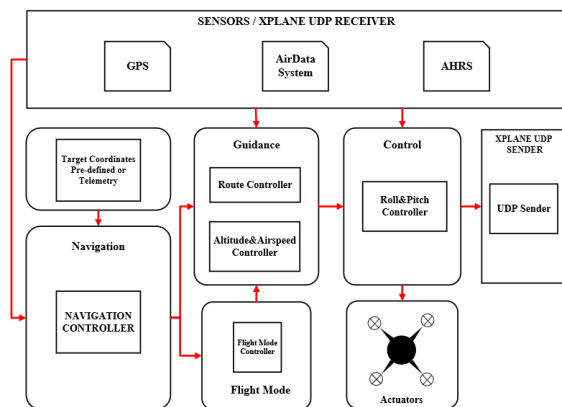 SENSORS / XPLANE UDP RECEIVER
GPS
AirData
System
AHRS
Target Coordinates
Pre-defined or
Telemetry
Guidance
Route Controller
Altitude&Airspeed
Controller
Control
Roll&Pitch
Controller
XPLANE UDP
SENDER
UDP Sender
Navigation
NAVIGATION
CONTROLLER
Flight Mode
Controller
Flight Mode
Actuators